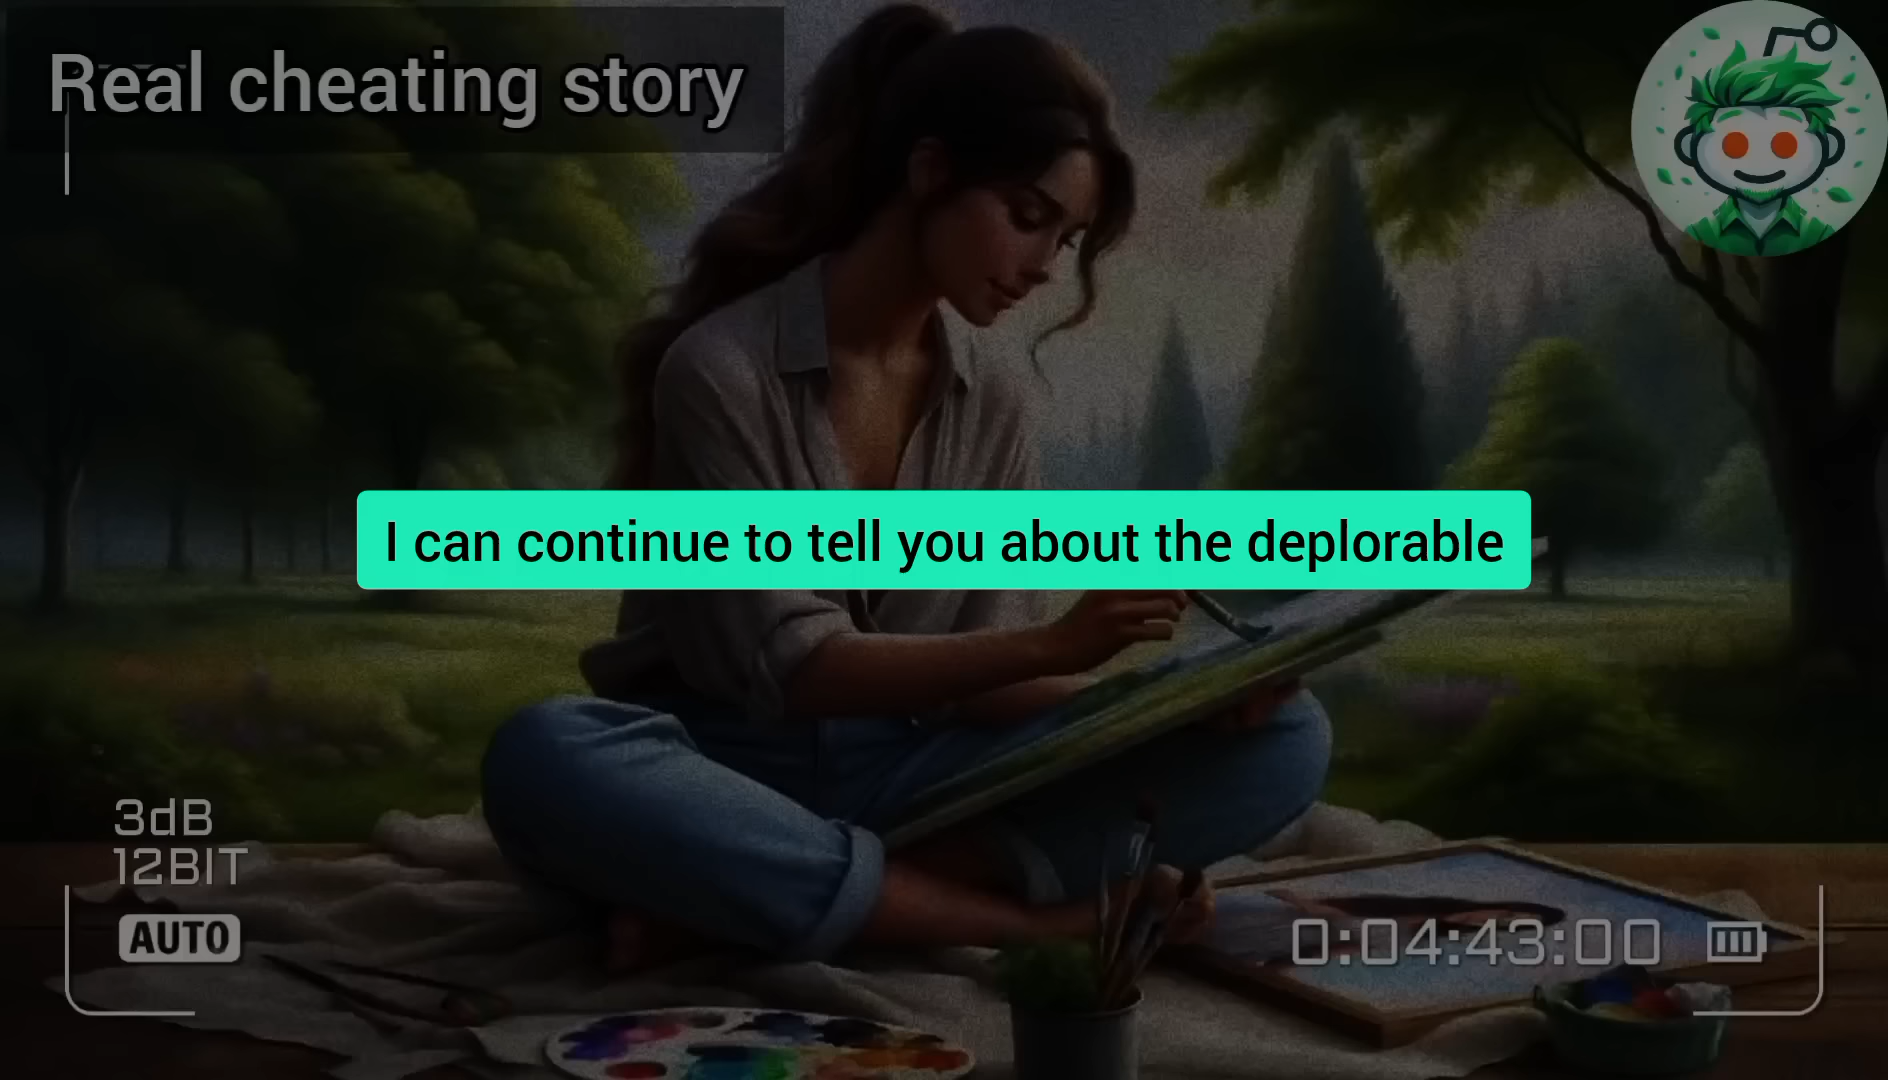 Real cheating story
I can continue to tell you about the deplorable
3dB
12BIT
AUTO
0:04:43:00